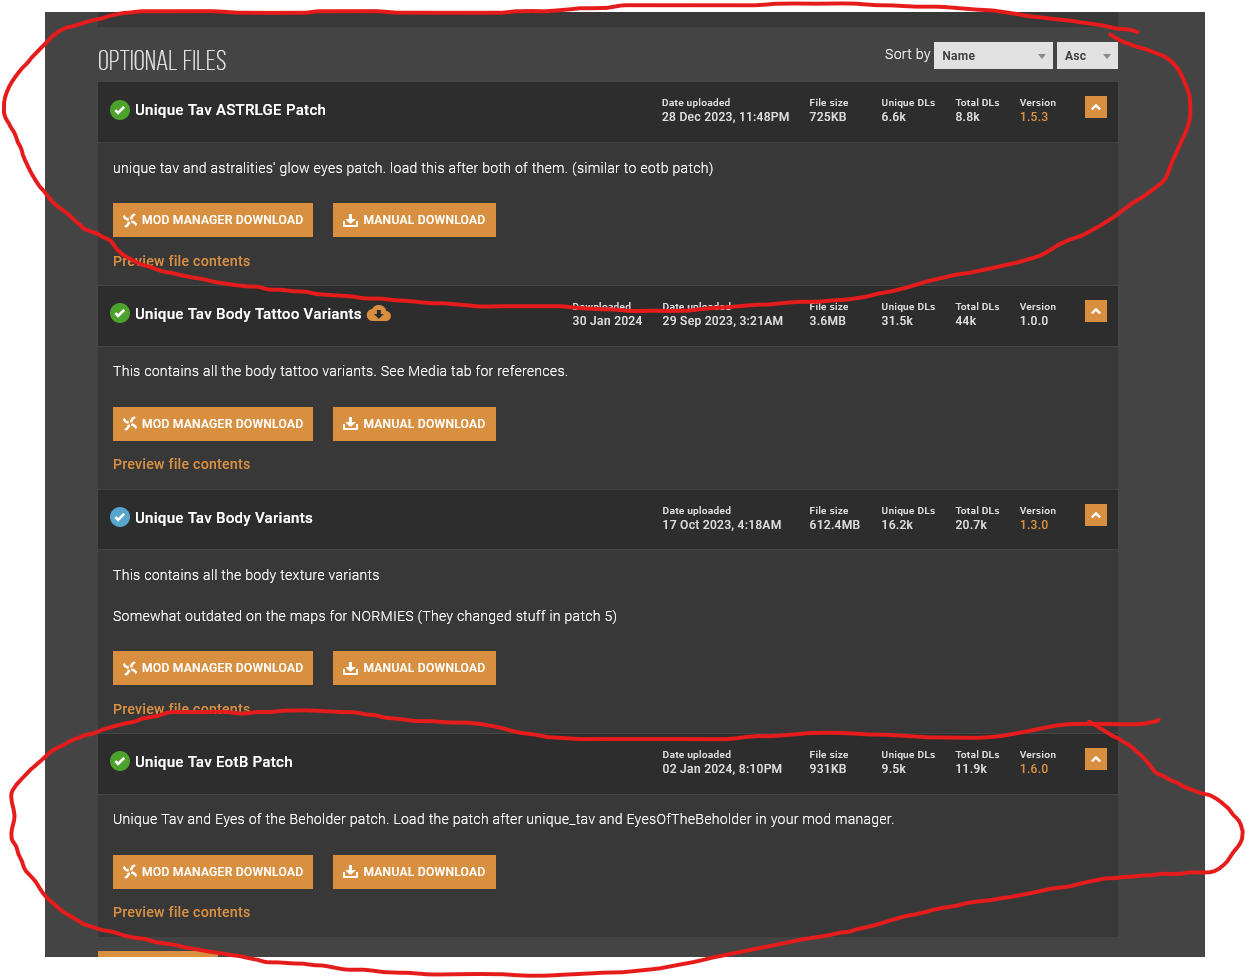 OPTIONAL FILES
Sort by Name Asc
Unique Tav ASTRLGE Patch
Date uploaded File size Unique DLs Total DLs Version
28 Dec 2023, 11:48PM 725KB 6.6k 8.8k 1.5.3
unique tav and astralities' glow eyes patch. load this after both of them. (similar to eotb patch)
MOD MANAGER DOWNLOAD MANUAL DOWNLOAD
Preview file contents
Unique Tav Body Tattoo Variants
Downloaded Date uploaded File size Unique DLs Total DLs Version
30 Jan 2024 29 Sep 2023, 3:21AM 3.6MB 31.5k 44k 1.0.0
This contains all the body tattoo variants. See Media tab for references.
MOD MANAGER DOWNLOAD MANUAL DOWNLOAD
Preview file contents
Unique Tav Body Variants
Date uploaded File size Unique DLs Total DLs Version
17 Oct 2023, 4:18AM 612.4MB 16.2k 20.7k 1.3.0
This contains all the body texture variants
Somewhat outdated on the maps for NORMIES (They changed stuff in patch 5)
MOD MANAGER DOWNLOAD MANUAL DOWNLOAD
Preview file contents
Unique Tav EotB Patch
Date uploaded File size Unique DLs Total DLs Version
02 Jan 2024, 8:10PM 931KB 9.5k 11.9k 1.6.0
Unique Tav and Eyes of the Beholder patch. Load the patch after unique_tav and EyesOfTheBeholder in your mod manager.
MOD MANAGER DOWNLOAD MANUAL DOWNLOAD
Preview file contents